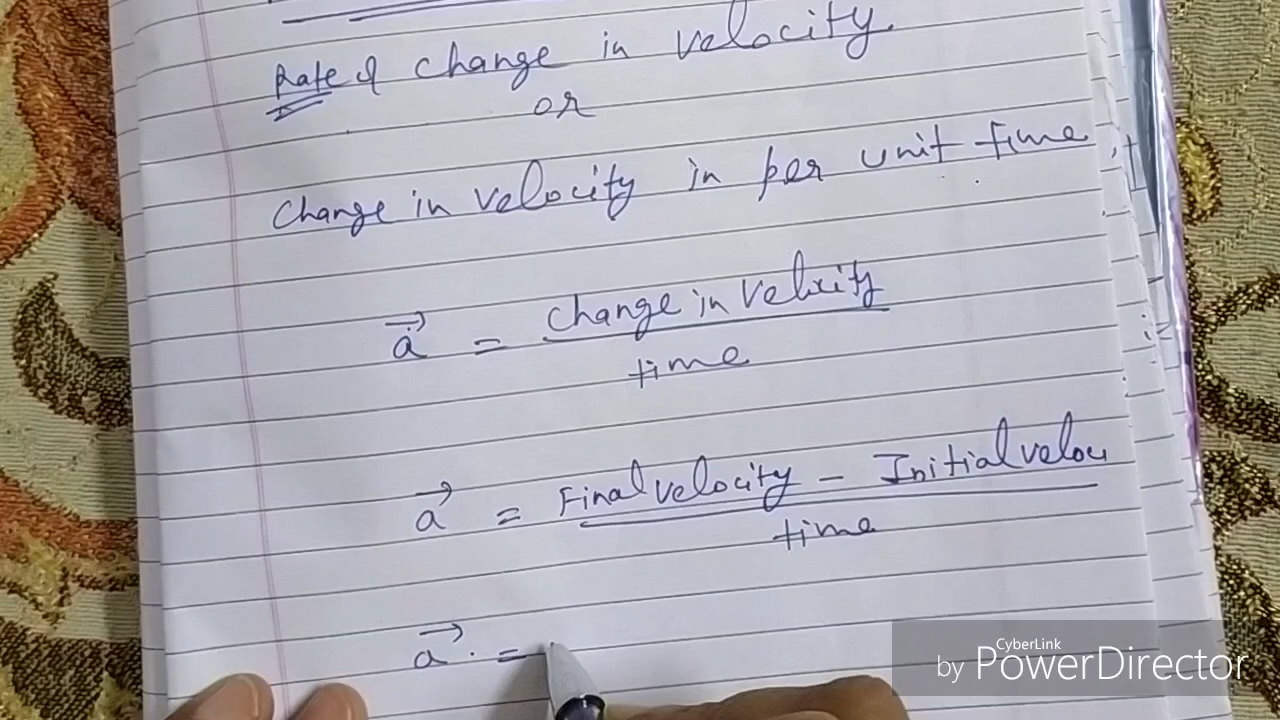 Rate of change in velocity.
or
Change in velocity in per unit time
a = change in velocity
time
a = Final velocity - Initial veloci
time
a =
CyberLink
by PowerDirector